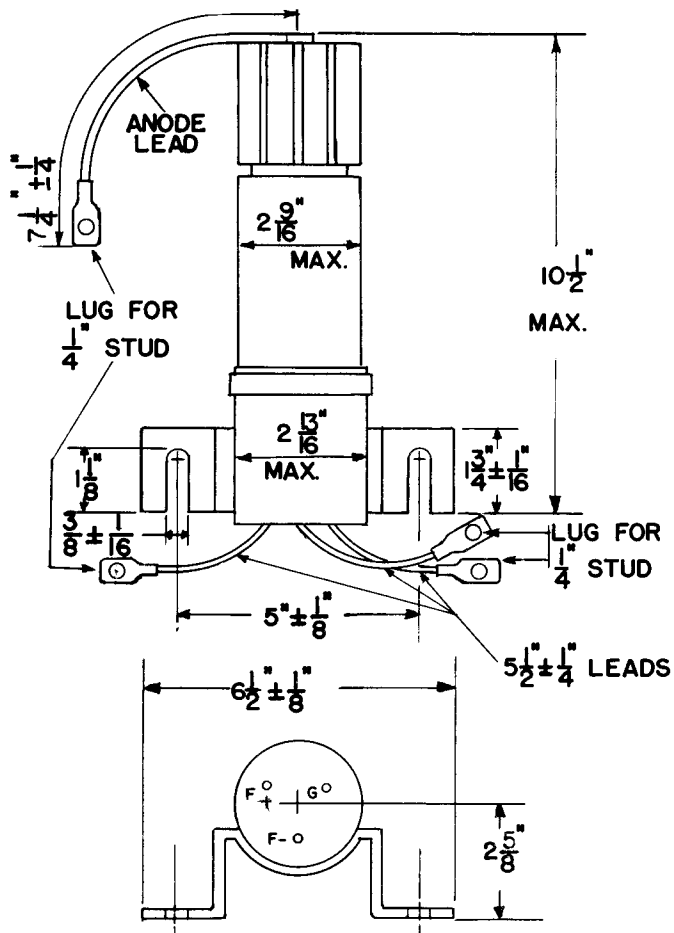 ANODE
LEAD
7 1/4" ± 1/4"
2 9/16"
MAX.
10 1/2"
MAX.
LUG FOR
1/4" STUD
2 13/16"
MAX.
1 1/8"
1 3/4" ± 1/16"
3/8 ± 1/16"
LUG FOR
1/4" STUD
5" ± 1/8"
5 1/2" ± 1/4" LEADS
6 1/2" ± 1/8"
F +
G
F-
2 5/8"